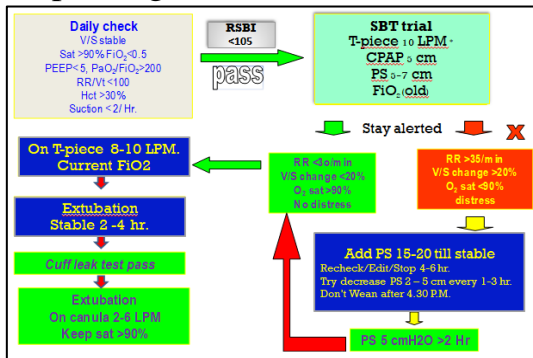 Daily check
V/S stable
Sat >90% FiO₂<0.5
PEEP<5, PaO₂/FiO₂>200
RR/Vt <100
Hct >30%
Suction <2/ Hr.
RSBI
<105
pass
SBT trial
T-piece 10 LPM *
CPAP 5 cm
PS 5-7 cm
FiO₂ (old)
Stay alerted
X
On T-piece 8-10 LPM.
Current FiO2
RR <30/min
V/S change <20%
O₂ sat >90%
No distress
RR >35/min
V/S change >20%
O₂ sat <90%
distress
Extubation
Stable 2 -4 hr.
Cuff leak test pass
Extubation
On canula 2-6 LPM
Keep sat >90%
Add PS 15-20 till stable
Recheck/Edit/Stop 4-6 hr.
Try decrease PS 2 – 5 cm every 1-3 hr.
Don't Wean after 4.30 P.M.
PS 5 cmH2O >2 Hr